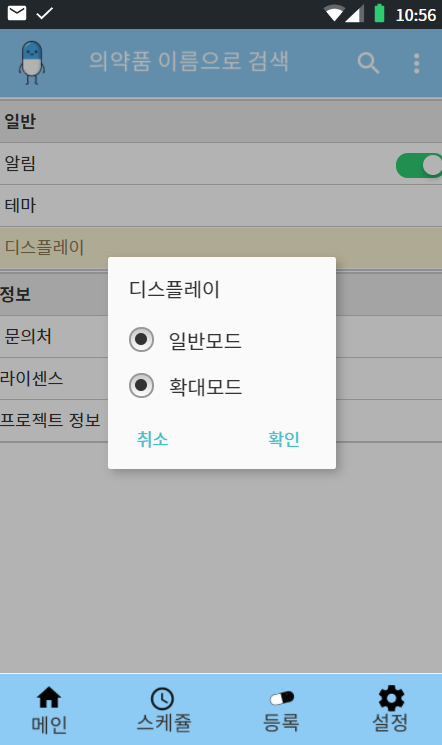 10:56
의약품 이름으로 검색
일반
알림
테마
디스플레이
정보
문의처
라이센스
프로젝트 정보
디스플레이
일반모드
확대모드
취소 확인
메인 스케쥴 등록 설정